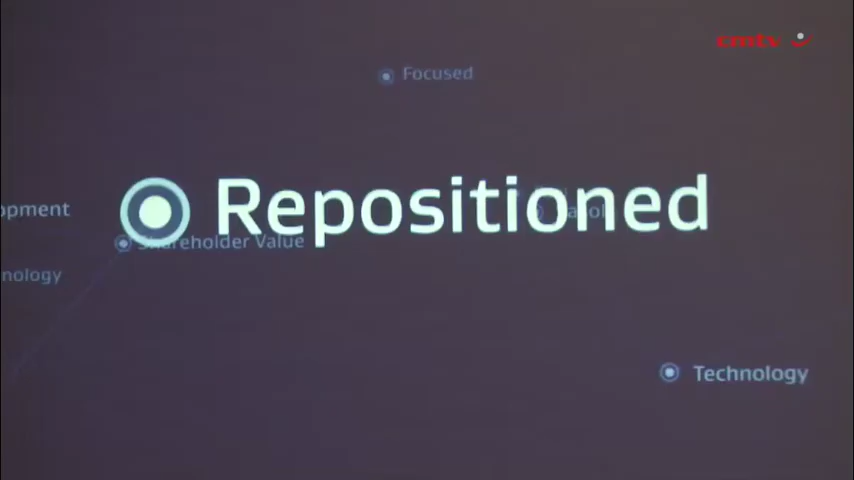 cmtv
Focused
Repositioned
opment
Shareholder Value
nology
Technology